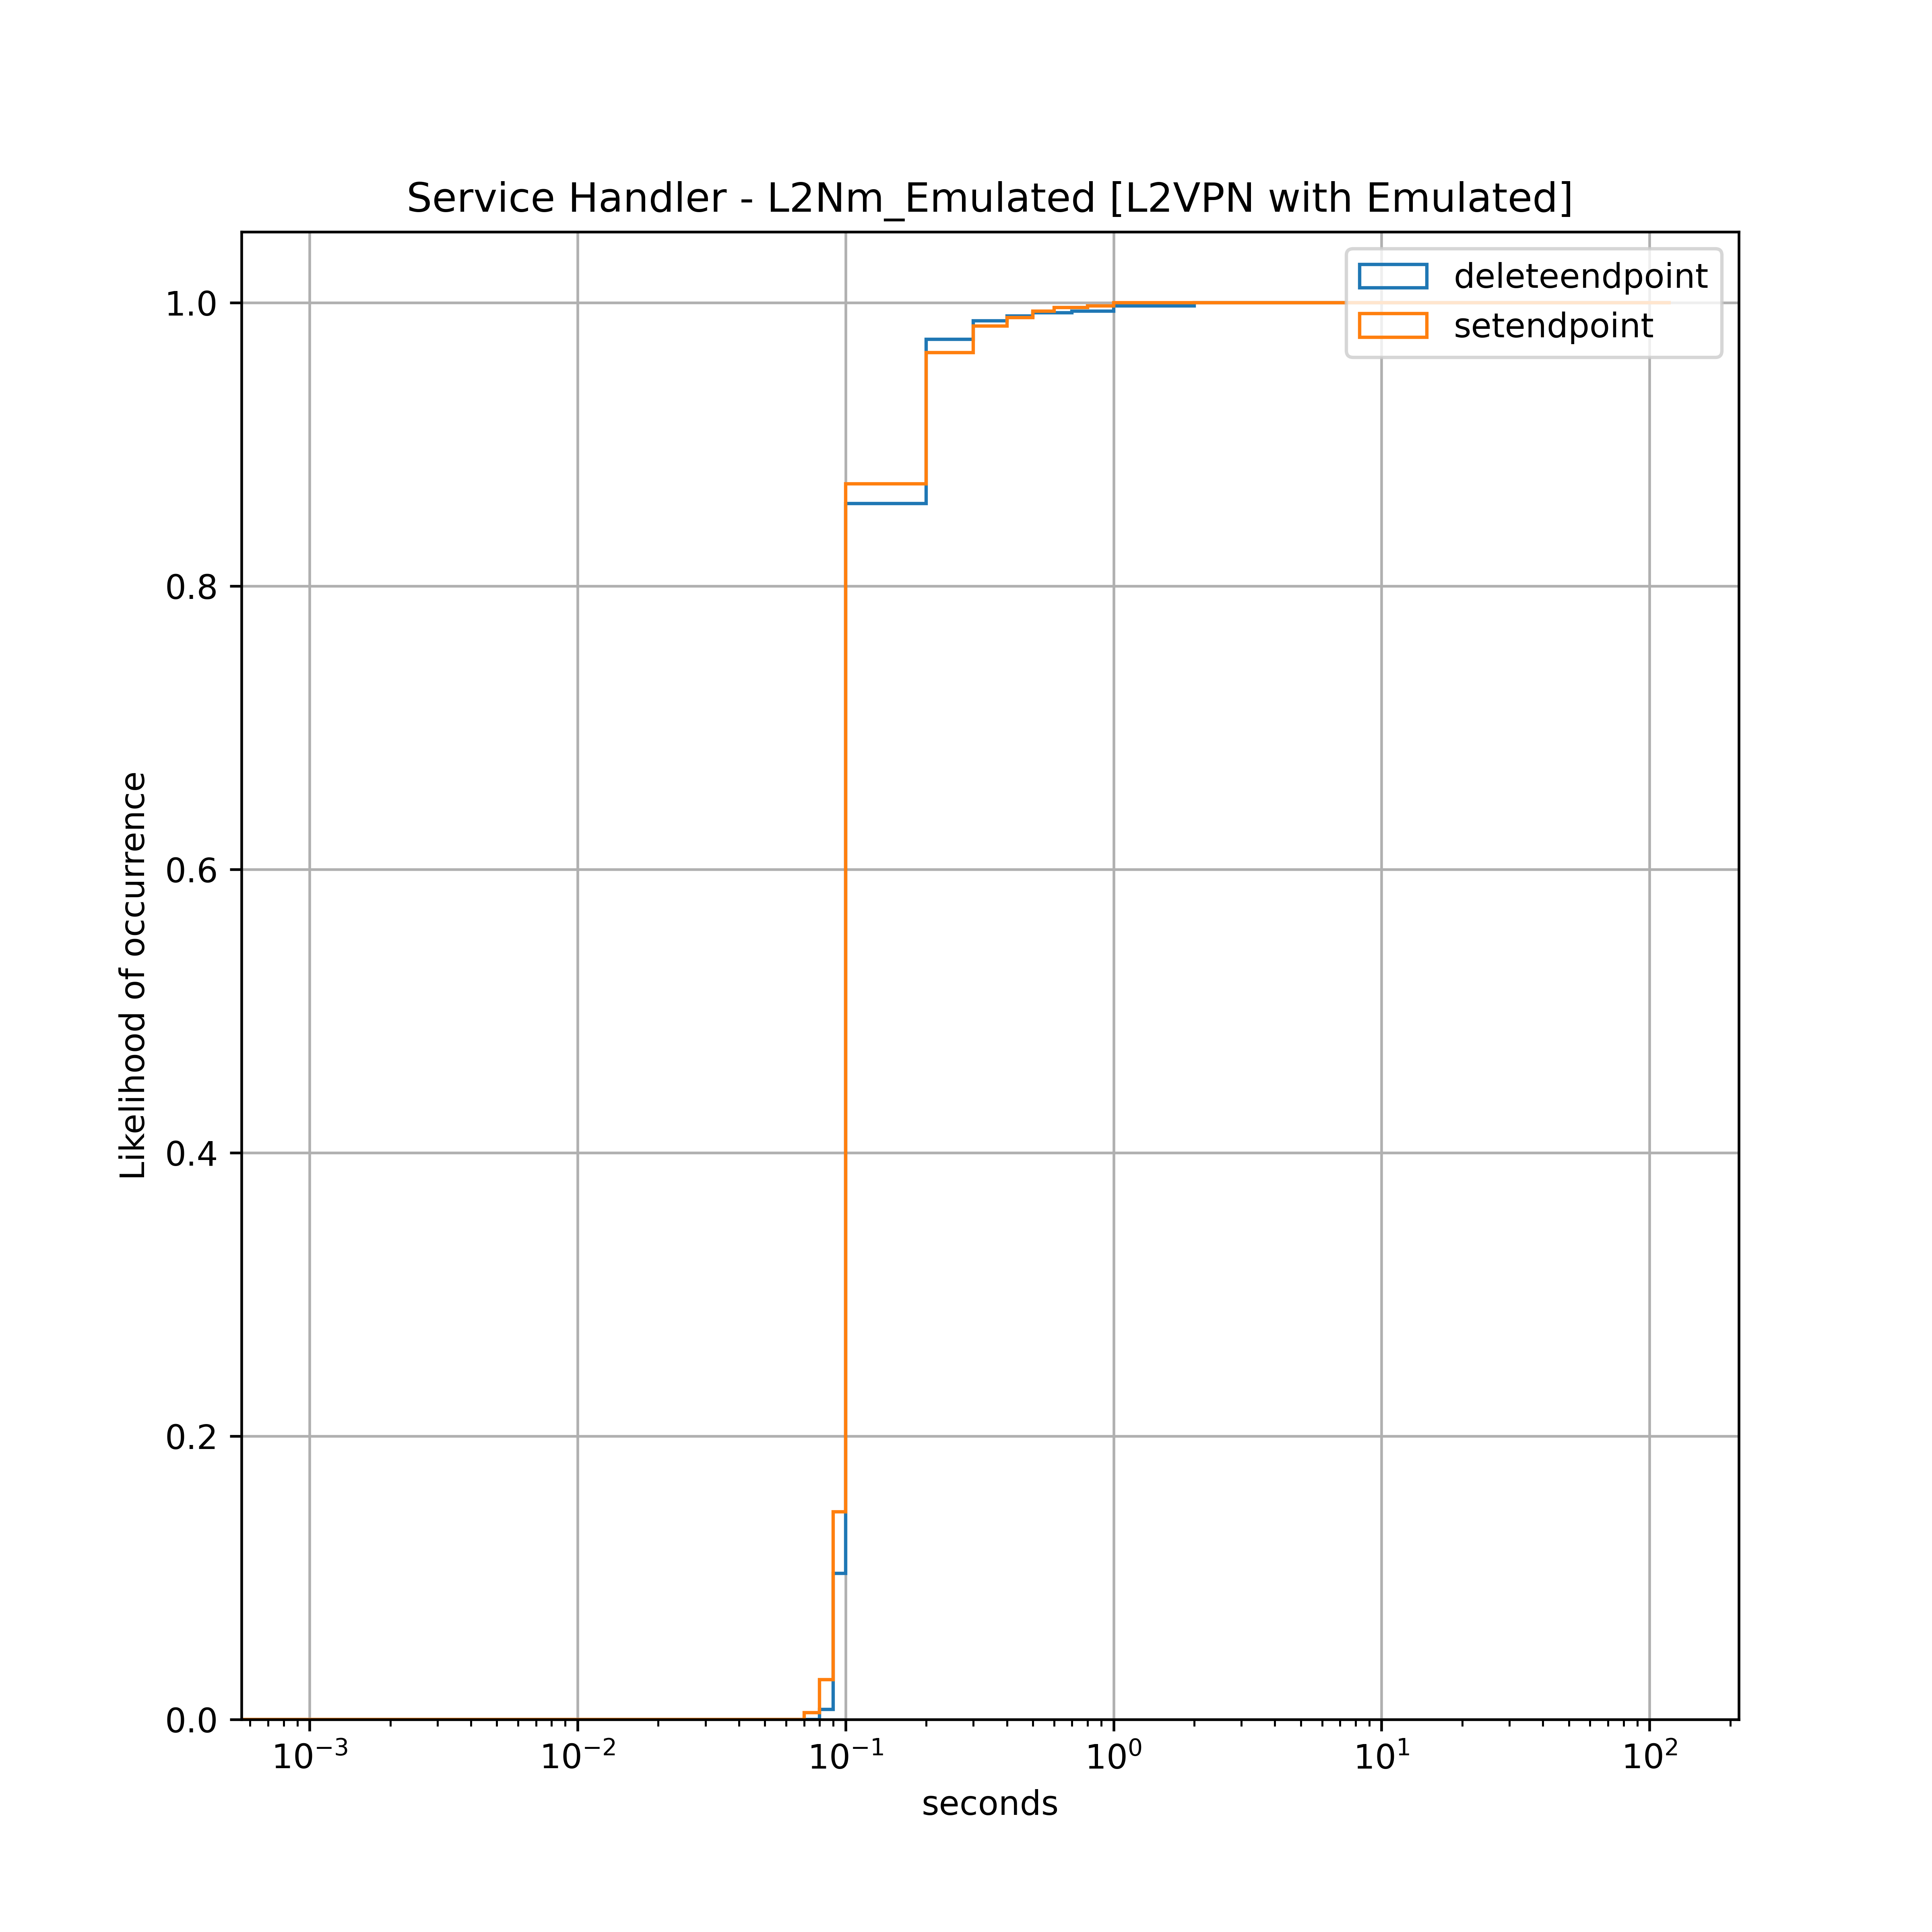 Service Handler - L2Nm_Emulated [L2VPN with Emulated]
deleteendpoint
setendpoint
Likelihood of occurrence
1.0
0.8
0.6
0.4
0.2
0.0
10⁻³ 10⁻² 10⁻¹ 10⁰ 10¹ 10²
seconds